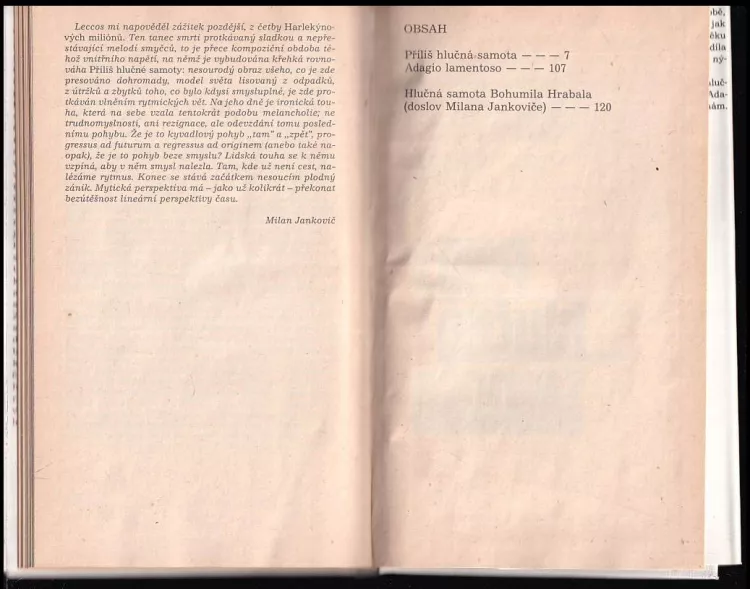 Leccos mi napověděl zážitek pozdější, z četby Harlekýno-
vých miliónů. Ten tanec smrti protkávaný sladkou a nepře-
stávající melodií smyčců, to je přece kompoziční obdoba té-
hož vnitřního napětí, na němž je vybudována křehká rovno-
váha Příliš hlučné samoty: nesourodý obraz všeho, co je zde
presováno dohromady, model světa lisovaný z odpadků,
z útržků a zbytků toho, co bylo kdysi smysluplné, je zde pro-
tkáván vlněním rytmických vět. Na jeho dně je ironická tou-
ha, která na sebe vzala tentokrát podobu melancholie; ne
trudnomyslnosti, ani rezignace, ale odevzdání tomu posled-
nímu pohybu. Že je to kyvadlový pohyb „tam" a „zpět", pro-
gressus ad futurum a regressus ad originem (anebo také na-
opak), že je to pohyb beze smyslu? Lidská touha se k němu
vzpíná, aby v něm smysl nalezla. Tam, kde už není cest, na-
lézáme rytmus. Konec se stává začátkem nesoucím plodný
zánik. Mytická perspektiva má – jako už kolikrát – překonat
bezútěšnost lineární perspektivy času.
Milan Jankovič
OBSAH
Příliš hlučná samota — — — 7
Adagio lamentoso — — — 107
Hlučná samota Bohumila Hrabala
(doslov Milana Jankoviče) — — — 120
jak
díla